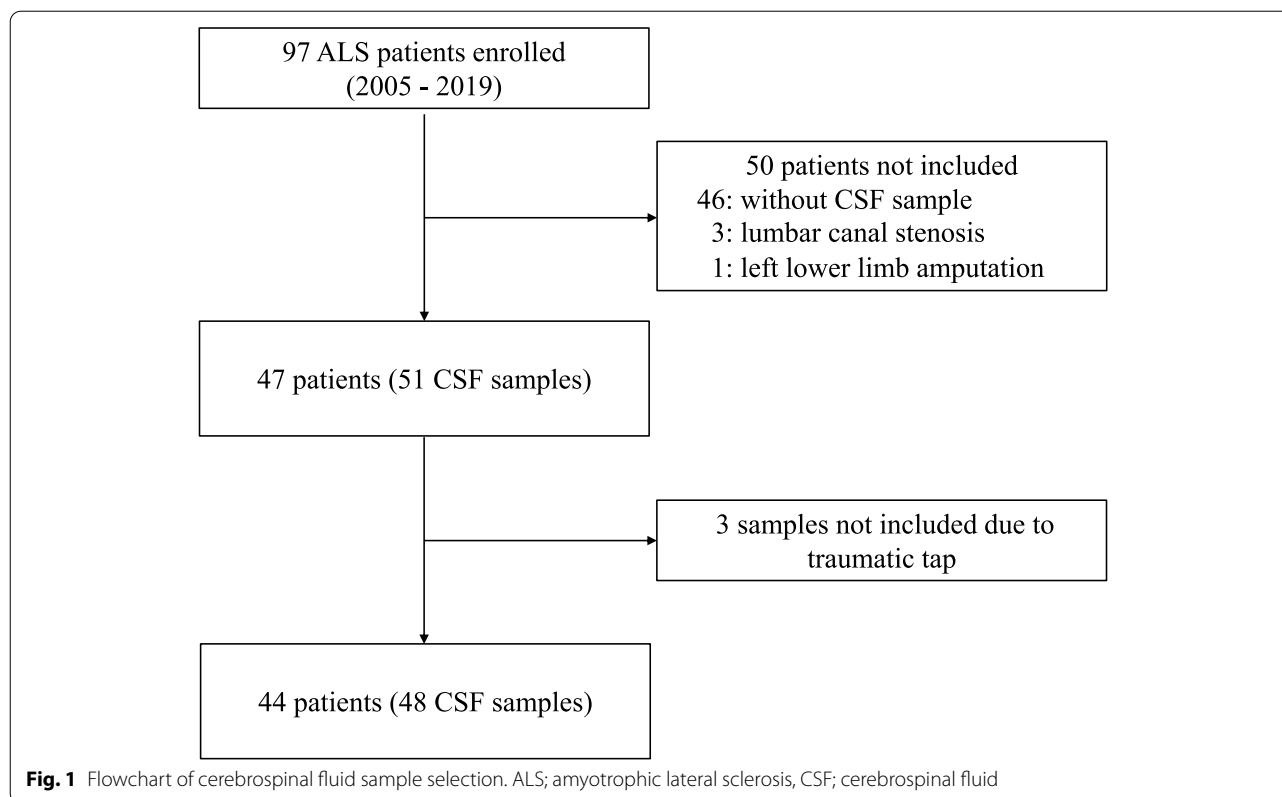 97 ALS patients enrolled
(2005 - 2019)
50 patients not included
46: without CSF sample
3: lumbar canal stenosis
1: left lower limb amputation
47 patients (51 CSF samples)
3 samples not included due to
traumatic tap
44 patients (48 CSF samples)
Fig. 1 Flowchart of cerebrospinal fluid sample selection. ALS; amyotrophic lateral sclerosis, CSF; cerebrospinal fluid